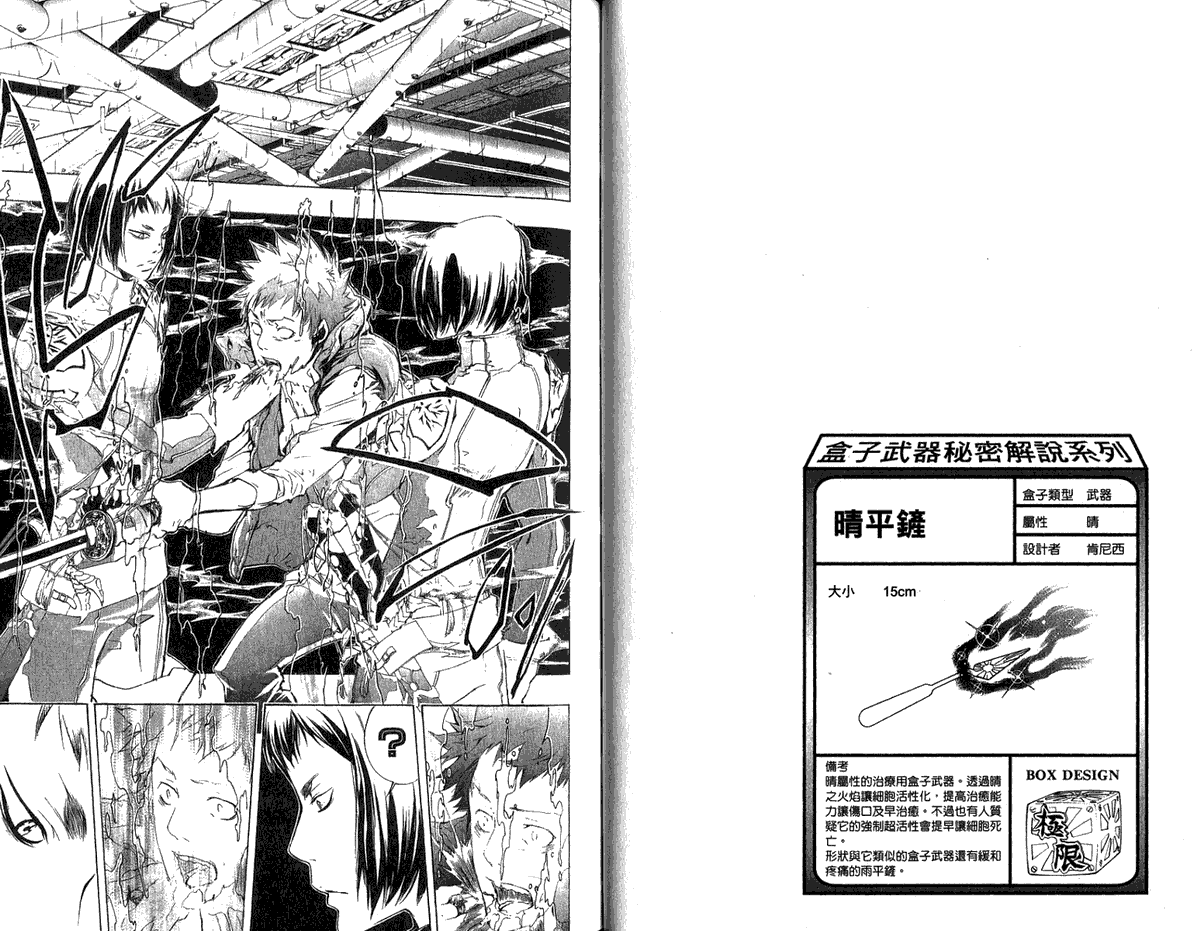 ?
盒子武器秘密解說系列
晴平鏟
盒子類型 武器
屬性 晴
設計者 肯尼西
大小 15cm
備考
晴屬性的治療用盒子武器。透過晴
之火焰讓細胞活性化，提高治癒能
力讓傷口及早治癒。不過也有人質
疑它的強制超活性會提早讓細胞死
亡。
形狀與它類似的盒子武器還有緩和
疼痛的雨平鏟。
BOX DESIGN
極
限